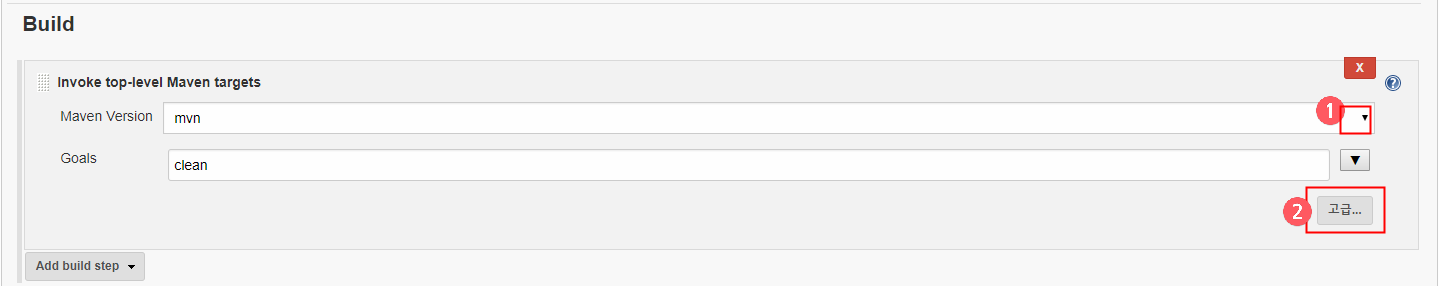 Build
Invoke top-level Maven targets
X
?
Maven Version
mvn
1
Goals
clean
2
고급...
Add build step